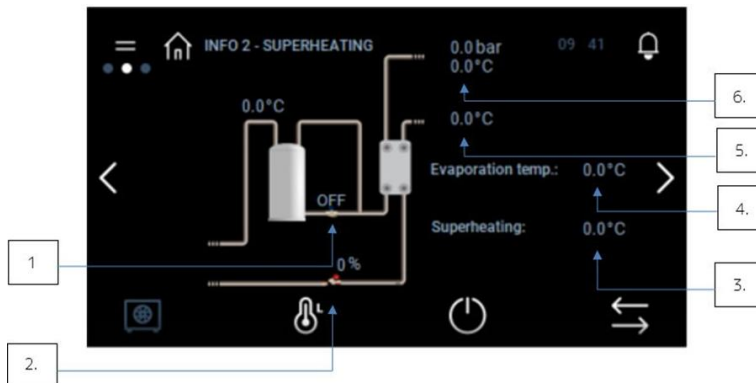 INFO 2 - SUPERHEATING
0.0 bar
09 41
0.0°C
6.
0.0°C
0.0°C
5.
Evaporation temp.: 0.0°C
OFF
4.
Superheating: 0.0°C
1
0%
3.
L
2.